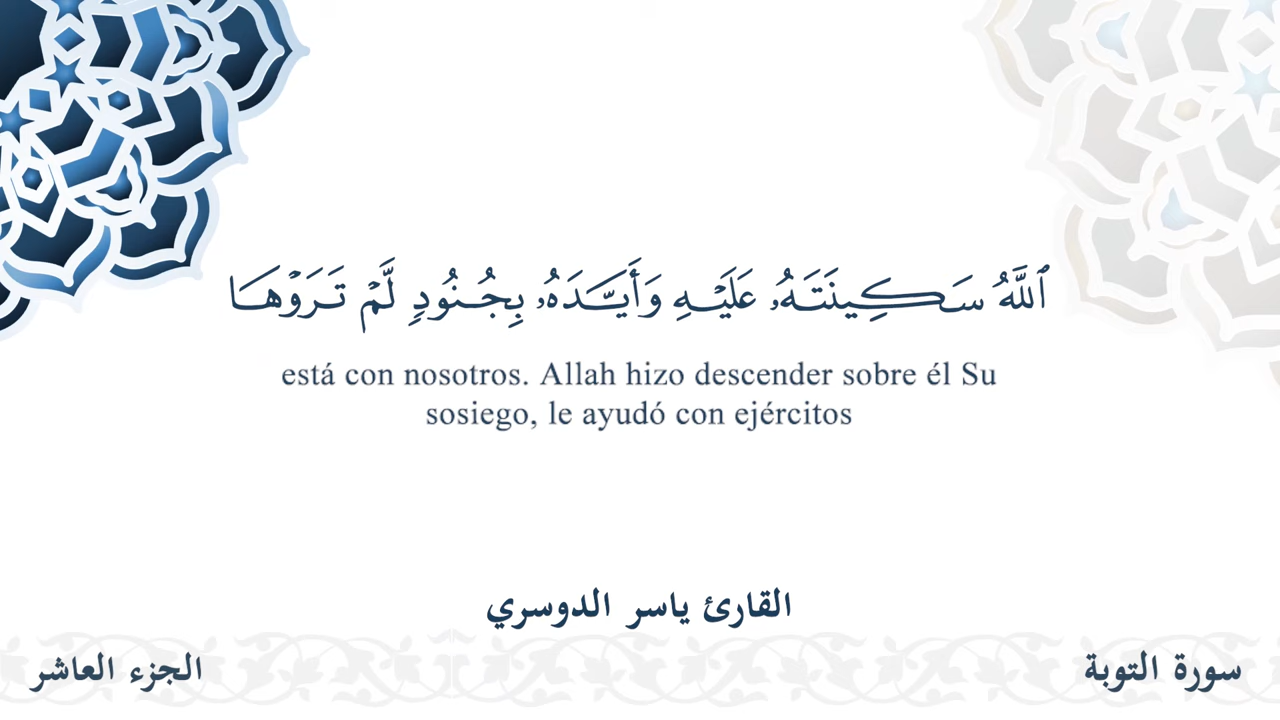 ٱللَّهُ سَكِينَتَهُۥ عَلَيْهِ وَأَيَّدَهُۥ بِجُنُودٍ لَّمْ تَرَوْهَا
está con nosotros. Allah hizo descender sobre él Su
sosiego, le ayudó con ejércitos
القارئ ياسر الدوسري
سورة التوبة
الجزء العاشر